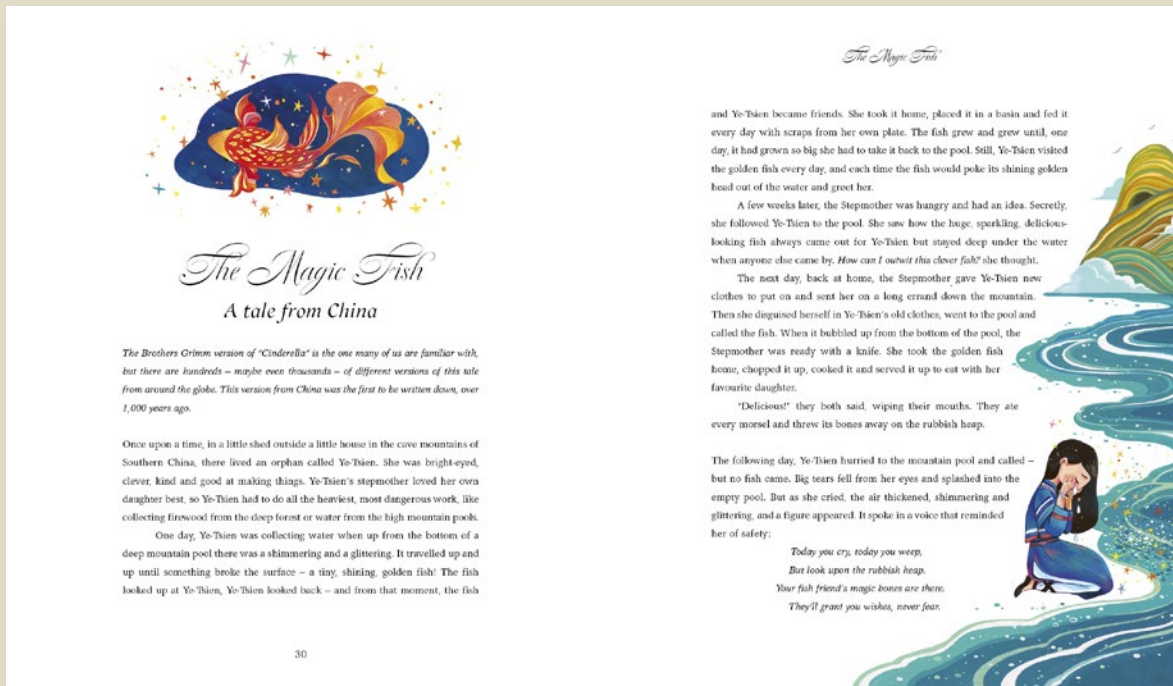 The Magic Fish
A tale from China
The Brothers Grimm version of "Cinderella" is the one many of us are familiar with,
but there are hundreds – maybe even thousands – of different versions of this tale
from around the globe. This version from China was the first to be written down, over
1,000 years ago.
Once upon a time, in a little shed outside a little house in the cave mountains of
Southern China, there lived an orphan called Ye-Tsien. She was bright-eyed,
clever, kind and good at making things. Ye-Tsien's stepmother loved her own
daughter best, so Ye-Tsien had to do all the heaviest, most dangerous work, like
collecting firewood from the deep forest or water from the high mountain pools.
One day, Ye-Tsien was collecting water when up from the bottom of a
deep mountain pool there was a shimmering and a glittering. It travelled up and
up until something broke the surface – a tiny, shining, golden fish! The fish
looked up at Ye-Tsien, Ye-Tsien looked back – and from that moment, the fish
30
The Magic Fish
and Ye-Tsien became friends. She took it home, placed it in a basin and fed it
every day with scraps from her own plate. The fish grew and grew until, one
day, it had grown so big she had to take it back to the pool. Still, Ye-Tsien visited
the golden fish every day, and each time the fish would poke its shining golden
head out of the water and greet her.
A few weeks later, the Stepmother was hungry and had an idea. Secretly,
she followed Ye-Tsien to the pool. She saw how the huge, sparkling, delicious-
looking fish always came out for Ye-Tsien but stayed deep under the water
when anyone else came by. How can I outwit this clever fish? she thought.
The next day, back at home, the Stepmother gave Ye-Tsien new
clothes to put on and sent her on a long errand down the mountain.
Then she disguised herself in Ye-Tsien's old clothes, went to the pool and
called the fish. When it bubbled up from the bottom of the pool, the
Stepmother was ready with a knife. She took the golden fish
home, chopped it up, cooked it and served it up to eat with her
favourite daughter.
"Delicious!" they both said, wiping their mouths. They ate
every morsel and threw its bones away on the rubbish heap.
The following day, Ye-Tsien hurried to the mountain pool and called –
but no fish came. Big tears fell from her eyes and splashed into the
empty pool. But as she cried, the air thickened, shimmering and
glittering, and a figure appeared. It spoke in a voice that reminded
her of safety:
Today you cry, today you weep,
But look upon the rubbish heap.
Your fish friend's magic bones are there.
They'll grant you wishes, never fear.